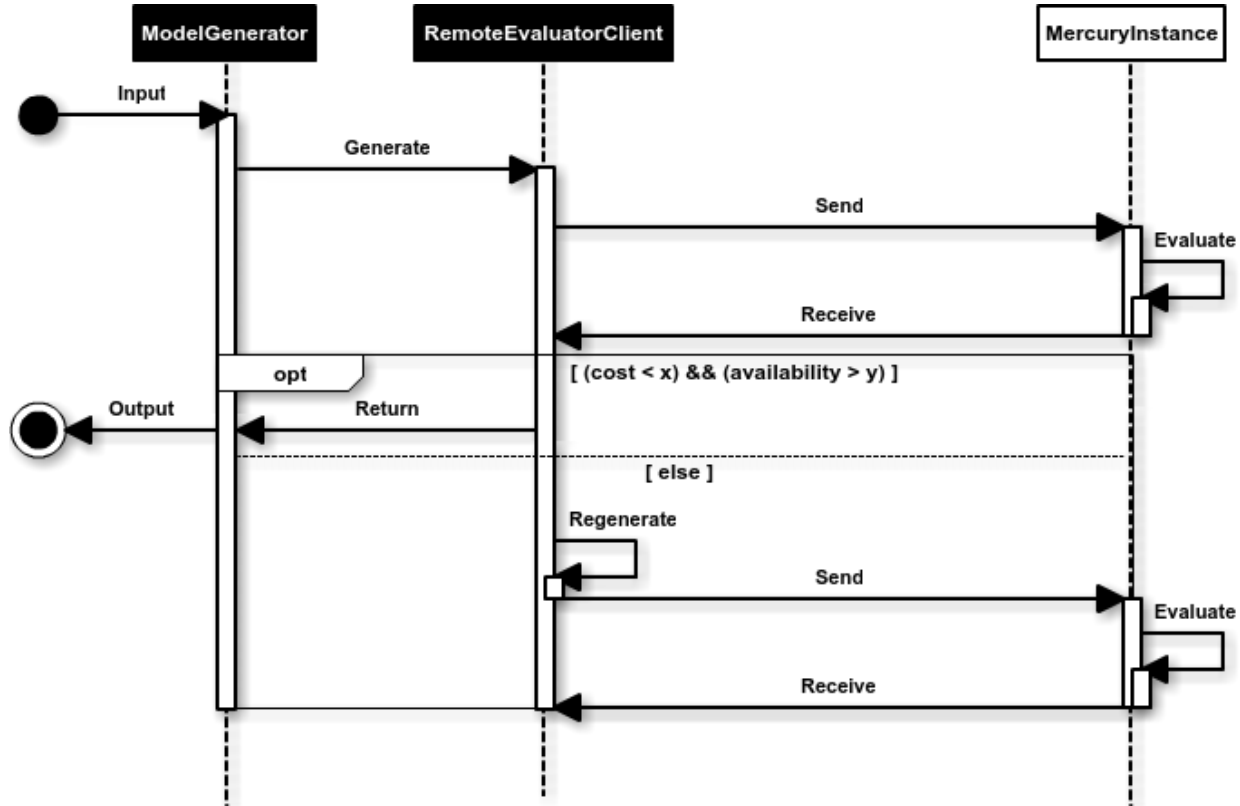 ModelGenerator
RemoteEvaluatorClient
MercuryInstance
Input
Generate
Send
Evaluate
Receive
opt
[ (cost < x) && (availability > y) ]
Output
Return
[ else ]
Regenerate
Send
Evaluate
Receive